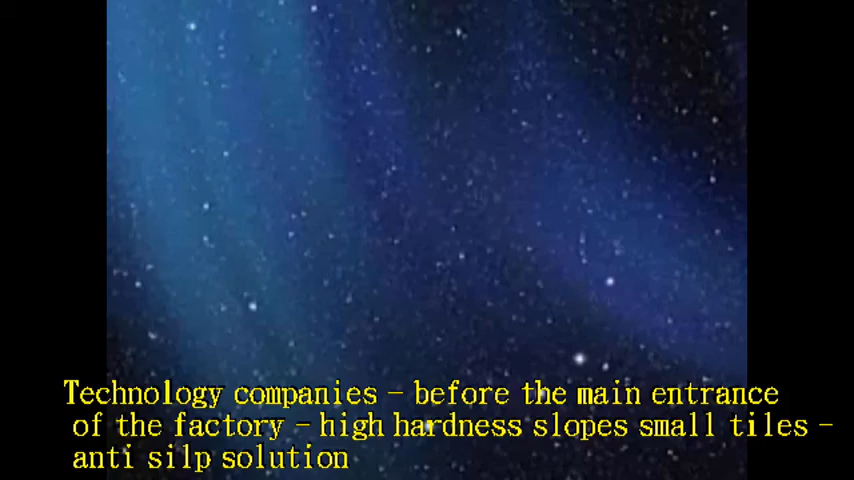 Technology companies - before the main entrance
of the factory - high hardness slopes small tiles -
anti silp solution